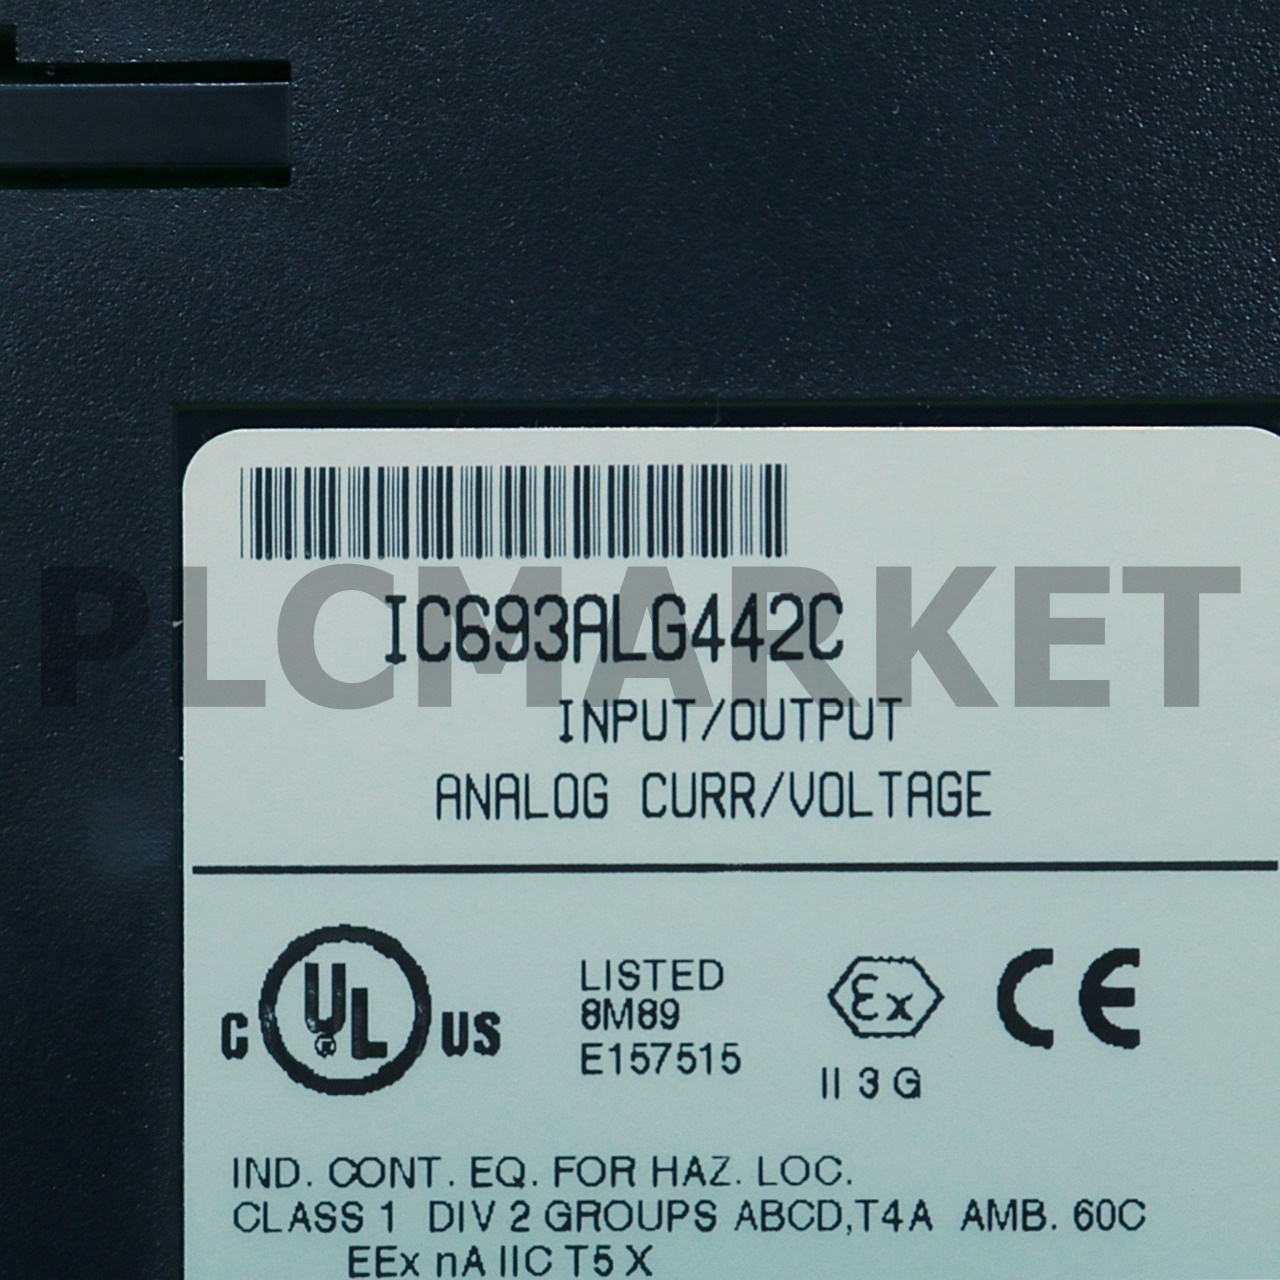 IC693ALG442C
PLCMARKET
INPUT/OUTPUT
ANALOG CURR/VOLTAGE
C UL US
®
LISTED
8M89
E157515
Ex
II 3 G
CE
IND. CONT. EQ. FOR HAZ. LOC.
CLASS 1 DIV 2 GROUPS ABCD,T4A AMB. 60C
EEx nA IIC T5 X